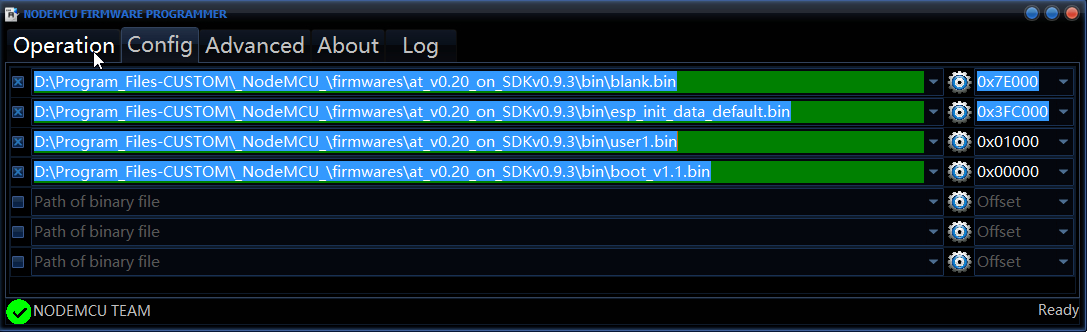 NODEMCU FIRMWARE PROGRAMMER
Operation Config Advanced About Log
D:\Program_Files-CUSTOM\_NodeMCU_\firmwares\at_v0.20_on_SDKv0.9.3\bin\blank.bin 0x7E000
D:\Program_Files-CUSTOM\_NodeMCU_\firmwares\at_v0.20_on_SDKv0.9.3\bin\esp_init_data_default.bin 0x3FC000
D:\Program_Files-CUSTOM\_NodeMCU_\firmwares\at_v0.20_on_SDKv0.9.3\bin\user1.bin 0x01000
D:\Program_Files-CUSTOM\_NodeMCU_\firmwares\at_v0.20_on_SDKv0.9.3\bin\boot_v1.1.bin 0x00000
Path of binary file Offset
Path of binary file Offset
Path of binary file Offset
NODEMCU TEAM Ready